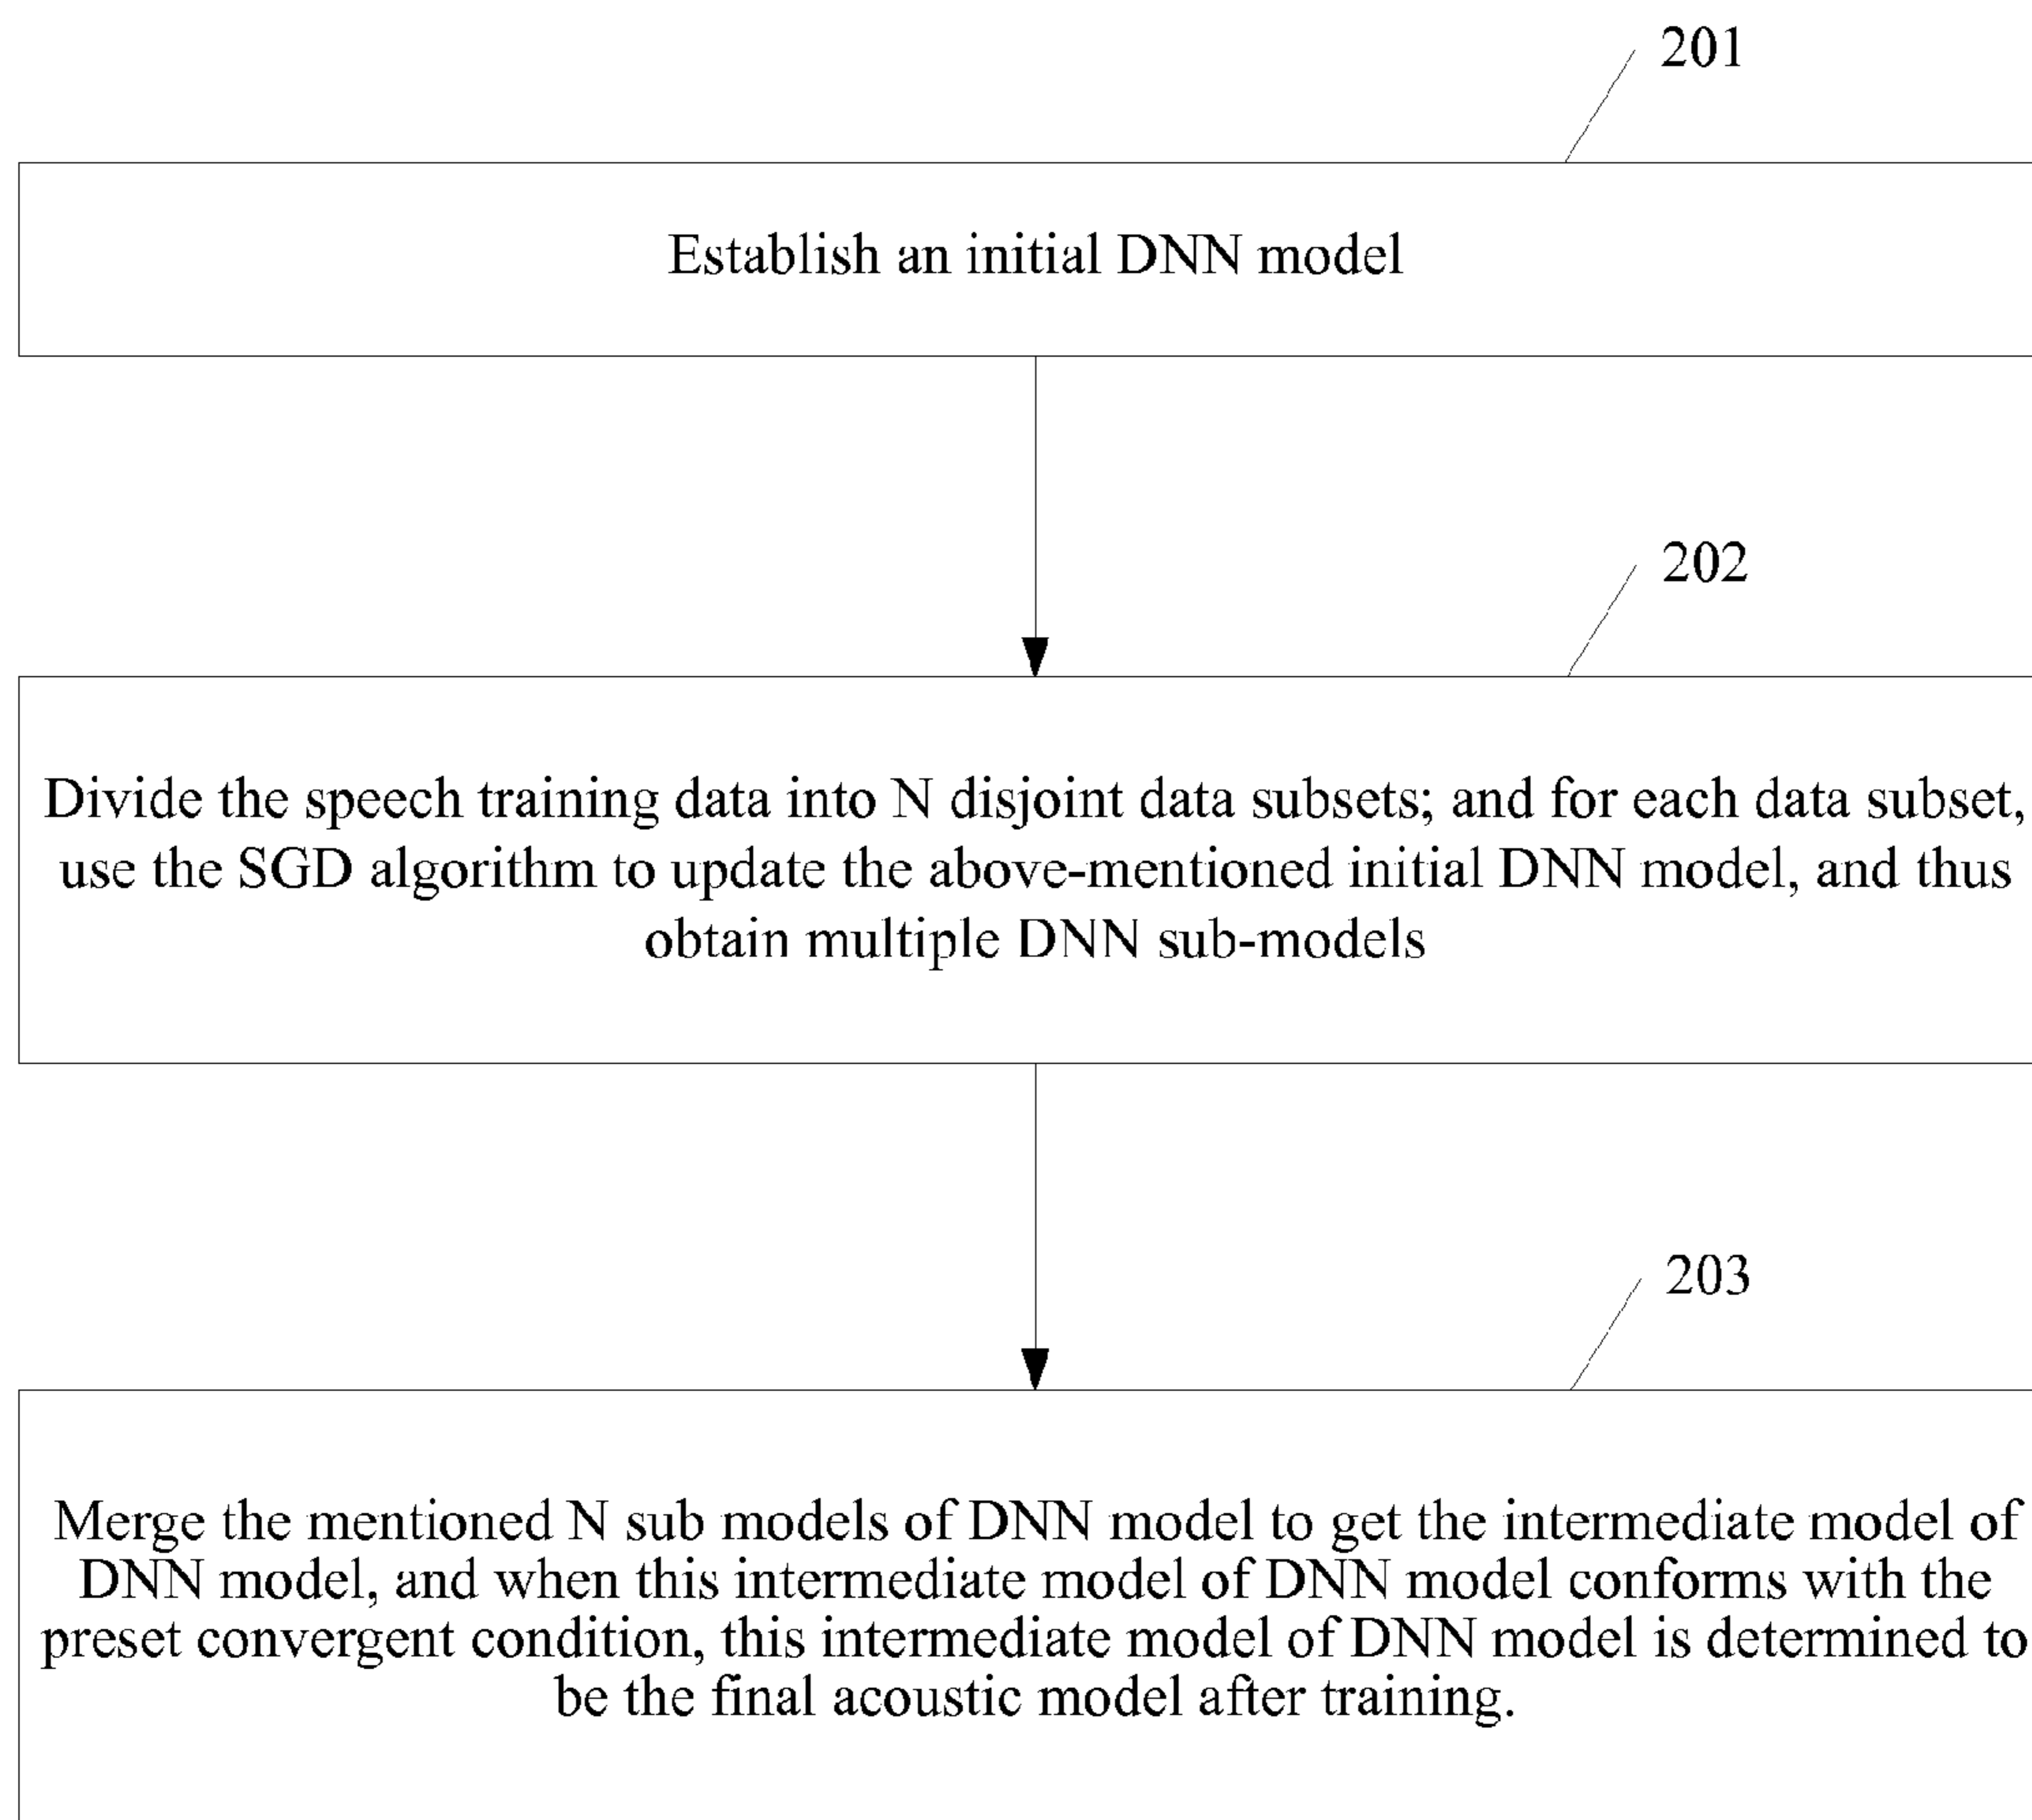 201
Establish an initial DNN model
202
Divide the speech training data into N disjoint data subsets; and for each data subset,
use the SGD algorithm to update the above-mentioned initial DNN model, and thus
obtain multiple DNN sub-models
203
Merge the mentioned N sub models of DNN model to get the intermediate model of
DNN model, and when this intermediate model of DNN model conforms with the
preset convergent condition, this intermediate model of DNN model is determined to
be the final acoustic model after training.